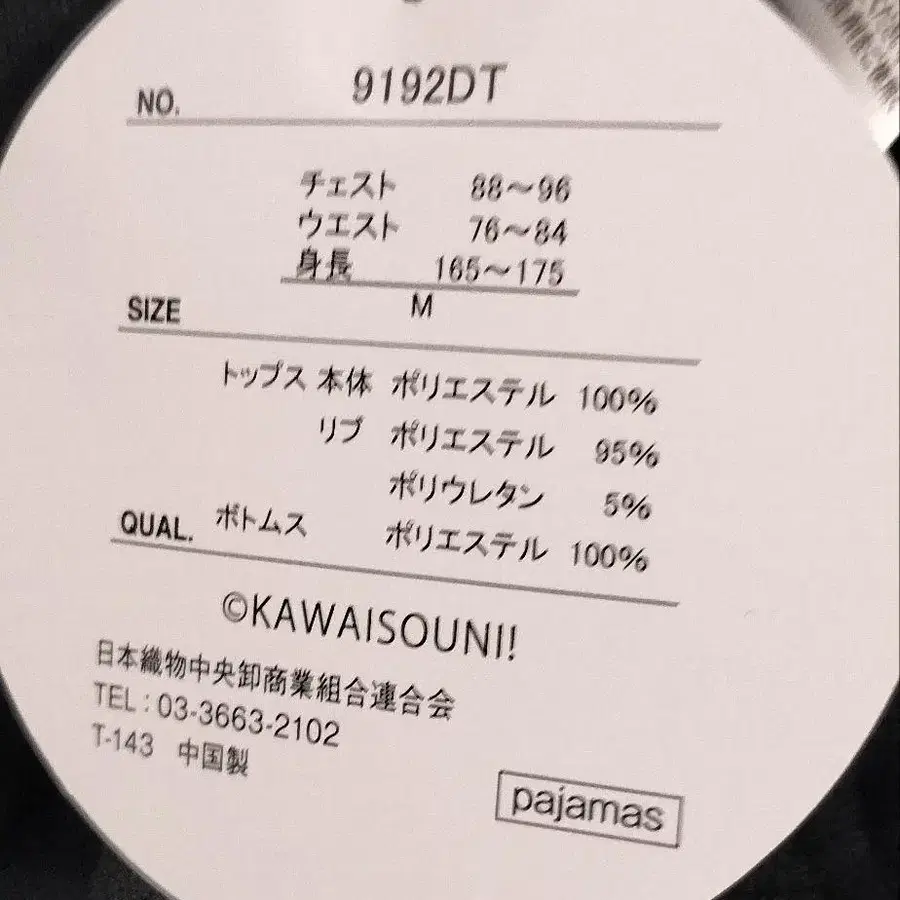 NO. 9192DT
チェスト 88～96
ウエスト 76～84
身長 165～175
SIZE M
トップス 本体 ポリエステル 100%
リブ ポリエステル 95%
ポリウレタン 5%
QUAL. ボトムス ポリエステル 100%
©KAWAISOUNI!
日本織物中央卸商業組合連合会
TEL：03-3663-2102
T-143 中国製
pajamas